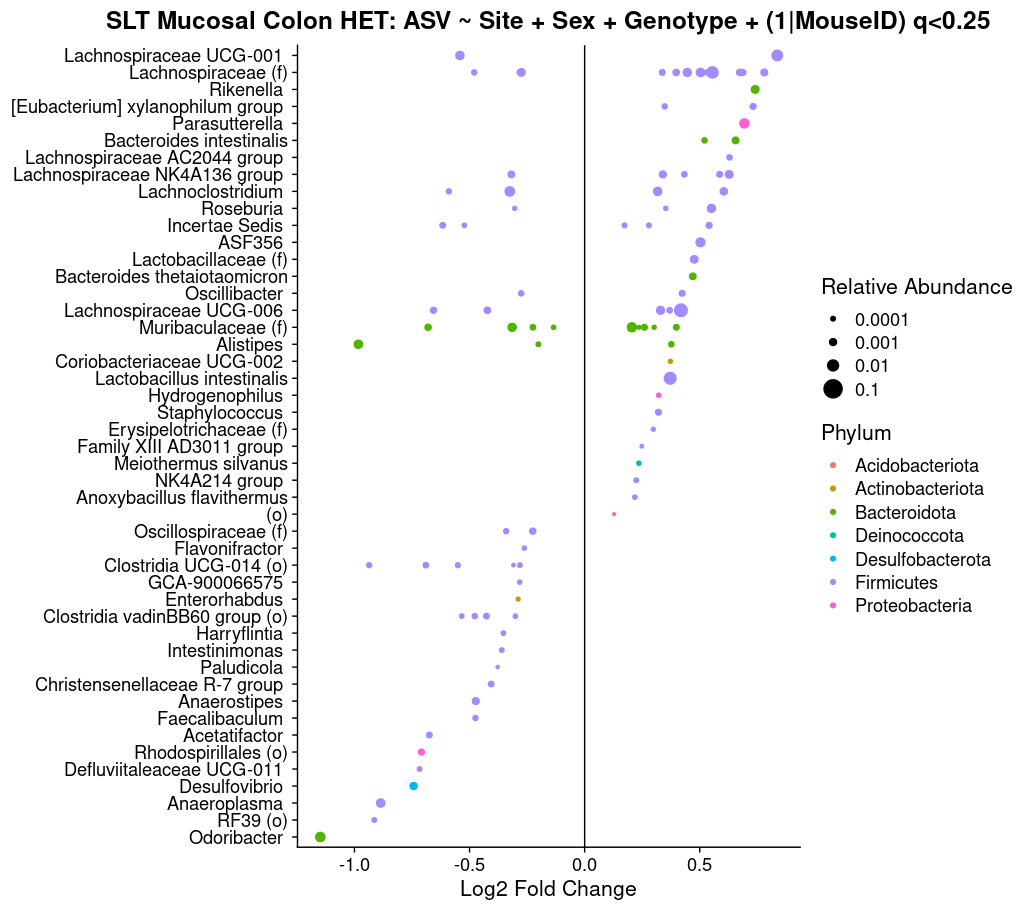 SLT Mucosal Colon HET: ASV ~ Site + Sex + Genotype + (1|MouseID) q<0.25
Lachnospiraceae UCG-001
Lachnospiraceae (f)
Rikenella
[Eubacterium] xylanophilum group
Parasutterella
Bacteroides intestinalis
Lachnospiraceae AC2044 group
Lachnospiraceae NK4A136 group
Lachnoclostridium
Roseburia
Incertae Sedis
ASF356
Lactobacillaceae (f)
Bacteroides thetaiotaomicron
Oscillibacter
Lachnospiraceae UCG-006
Muribaculaceae (f)
Alistipes
Coriobacteriaceae UCG-002
Lactobacillus intestinalis
Hydrogenophilus
Staphylococcus
Erysipelotrichaceae (f)
Family XIII AD3011 group
Meiothermus silvanus
NK4A214 group
Anoxybacillus flavithermus
(o)
Oscillospiraceae (f)
Flavonifractor
Clostridia UCG-014 (o)
GCA-900066575
Enterorhabdus
Clostridia vadinBB60 group (o)
Harryflintia
Intestinimonas
Paludicola
Christensenellaceae R-7 group
Anaerostipes
Faecalibaculum
Acetatifactor
Rhodospirillales (o)
Defluviitaleaceae UCG-011
Desulfovibrio
Anaeroplasma
RF39 (o)
Odoribacter
-1.0 -0.5 0.0 0.5
Log2 Fold Change
Relative Abundance
0.0001
0.001
0.01
0.1
Phylum
Acidobacteriota
Actinobacteriota
Bacteroidota
Deinococcota
Desulfobacterota
Firmicutes
Proteobacteria